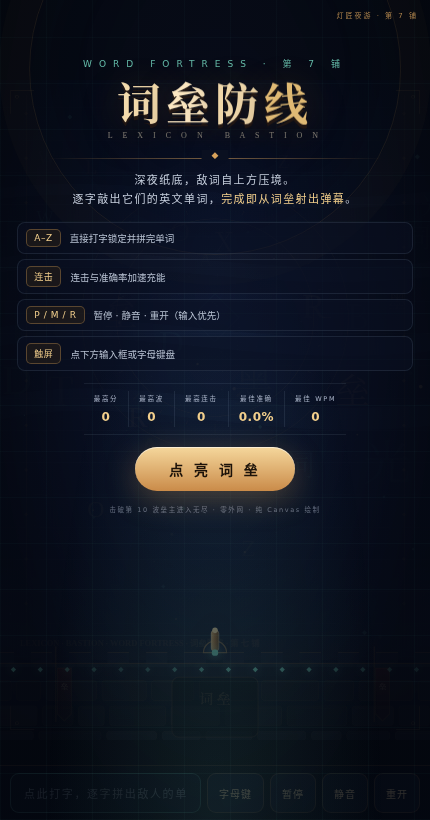 灯匠夜游 · 第 7 铺
WORD FORTRESS · 第 7 铺
词垒防线
LEXICON BASTION
深夜纸底，敌词自上方压境。
逐字敲出它们的英文单词，完成即从词垒射出弹幕。
A–Z 直接打字锁定并拼完单词
连击 连击与准确率加速充能
P / M / R 暂停 · 静音 · 重开（输入优先）
触屏 点下方输入框或字母键盘
最高分 最高波 最高连击 最佳准确 最佳 WPM
0 0 0 0.0% 0
点亮词垒
击破第 10 波垒主进入无尽 · 零外网 · 纯 Canvas 绘制
词垒
点此打字，逐字拼出敌人的单 字母键 暂停 静音 重开